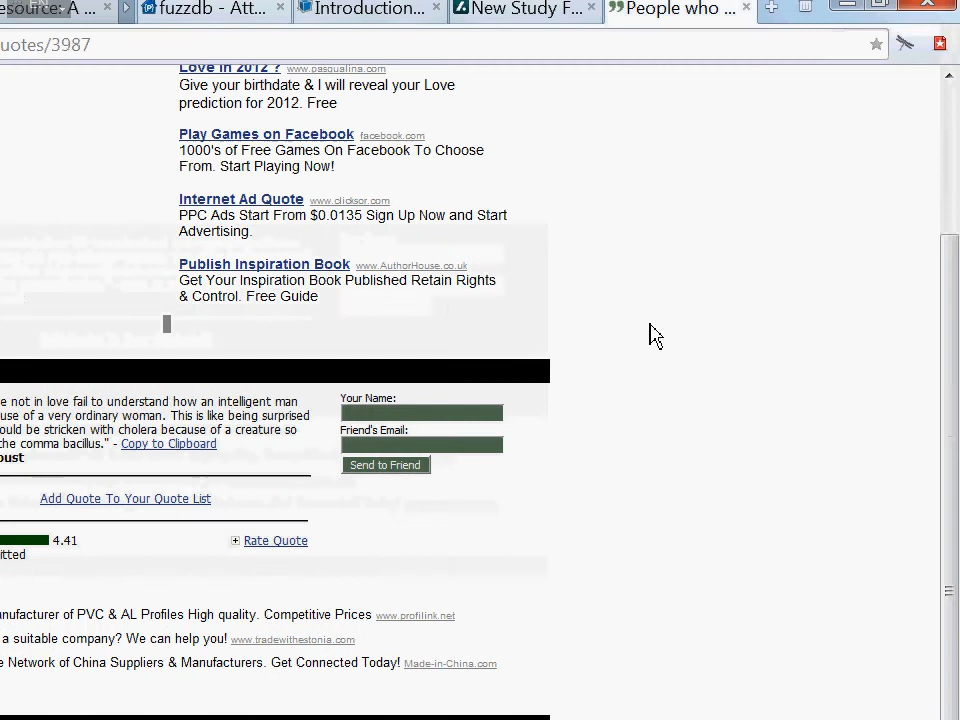 esource: A ...
fuzzdb - Att...
Introduction...
New Study F...
People who ...
uotes/3987
Love in 2012 ? www.pasqualina.com
Give your birthdate & I will reveal your Love
prediction for 2012. Free
Play Games on Facebook facebook.com
1000's of Free Games On Facebook To Choose
From. Start Playing Now!
Internet Ad Quote www.clicksor.com
PPC Ads Start From $0.0135 Sign Up Now and Start
Advertising.
Publish Inspiration Book www.AuthorHouse.co.uk
Get Your Inspiration Book Published Retain Rights
& Control. Free Guide
e not in love fail to understand how an intelligent man
use of a very ordinary woman. This is like being surprised
ould be stricken with cholera because of a creature so
the comma bacillus." - Copy to Clipboard
oust
Your Name:
Friend's Email:
Send to Friend
Add Quote To Your Quote List
4.41
Rate Quote
itted
anufacturer of PVC & AL Profiles High quality. Competitive Prices www.profilink.net
a suitable company? We can help you! www.tradewithestonia.com
e Network of China Suppliers & Manufacturers. Get Connected Today! Made-in-China.com